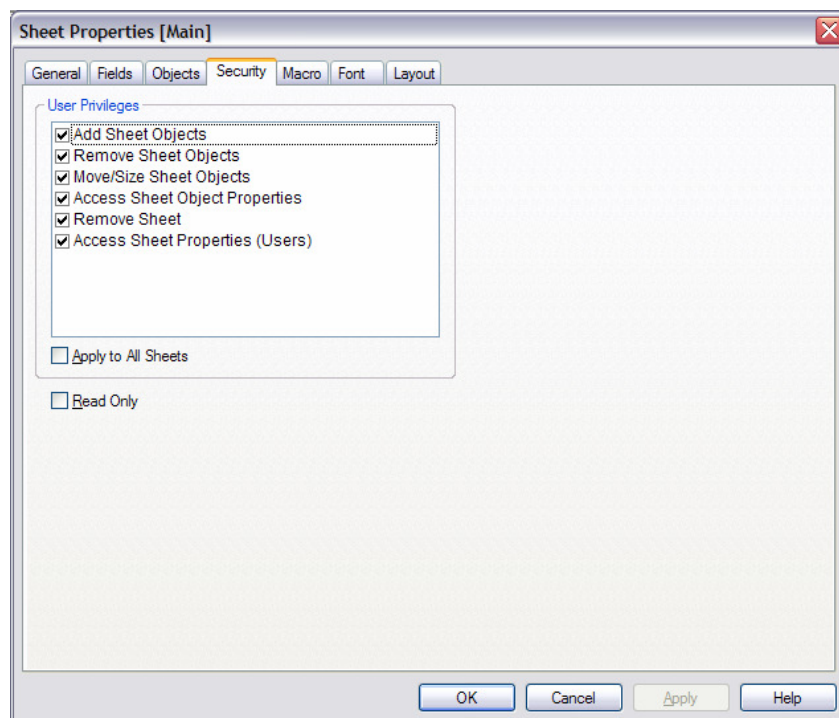 Sheet Properties [Main]
General Fields Objects Security Macro Font Layout
User Privileges
Add Sheet Objects
Remove Sheet Objects
Move/Size Sheet Objects
Access Sheet Object Properties
Remove Sheet
Access Sheet Properties (Users)
Apply to All Sheets
Read Only
OK Cancel Apply Help